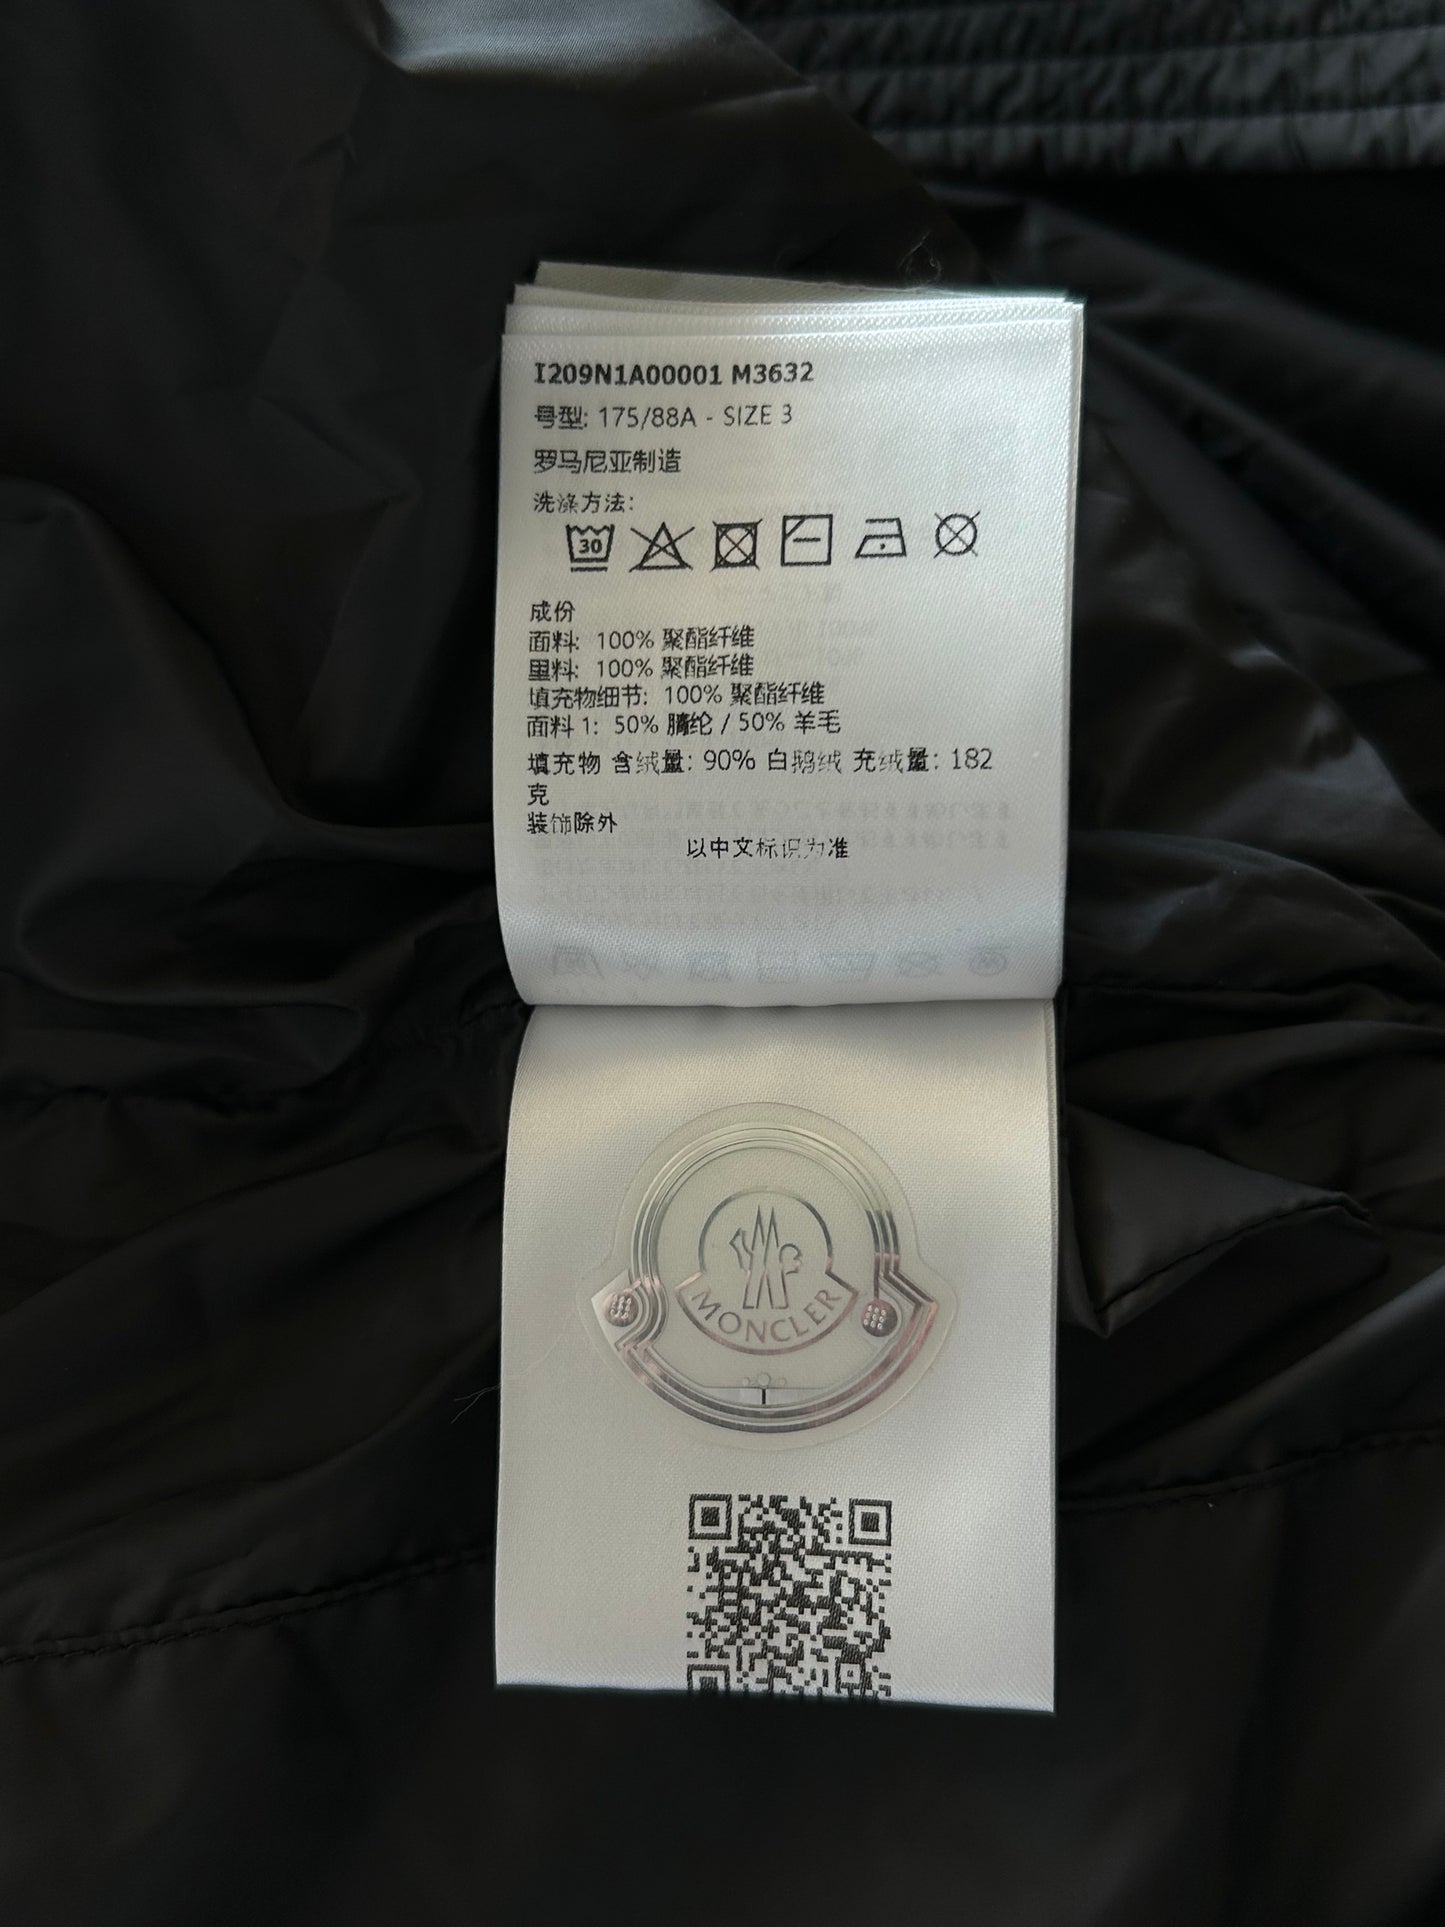 I209N1A00001 M3632
号型: 175/88A - SIZE 3
罗马尼亚制造
洗涤方法:
30
成份
面料: 100% 聚酯纤维
里料: 100% 聚酯纤维
填充物细节: 100% 聚酯纤维
面料 1: 50% 腈纶 / 50% 羊毛
填充物 含绒量: 90% 白鹅绒 充绒量: 182
克
装饰除外
以中文标识为准
MONCLER